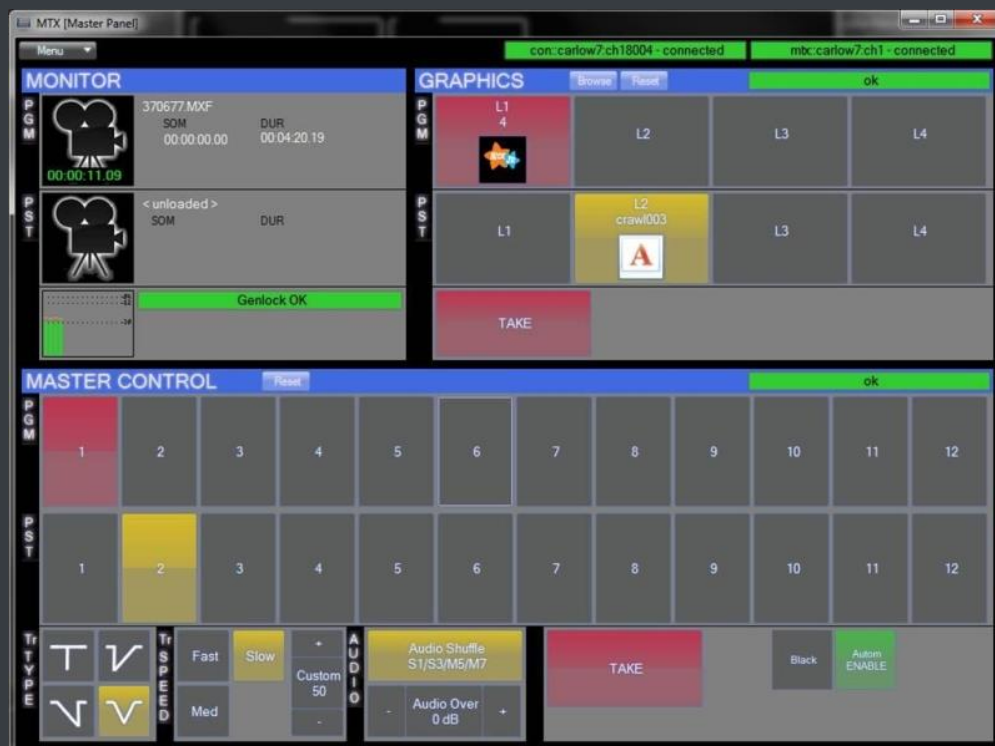 MTX [Master Panel]
Menu
con::carlow7:ch18004 - connected
mtx::carlow7:ch1 - connected
MONITOR
PGM
370677.MXF
SOM
DUR
00:00:00.00
00:04:20.19
00:00:11.09
PST
< unloaded >
SOM
DUR
Genlock OK
GRAPHICS
Browse
Reset
ok
PGM
L1
4
L2
L3
L4
PST
L1
L2
crawl003
A
L3
L4
TAKE
MASTER CONTROL
Reset
ok
PGM
1 2 3 4 5 6 7 8 9 10 11 12
PST
1 2 3 4 5 6 7 8 9 10 11 12
Tr TYPE
Tr SPEED
Fast
Slow
Med
+
Custom
50
-
AUDIO
Audio Shuffle
S1/S3/M5/M7
-
Audio Over
0 dB
+
TAKE
Black
Autom
ENABLE